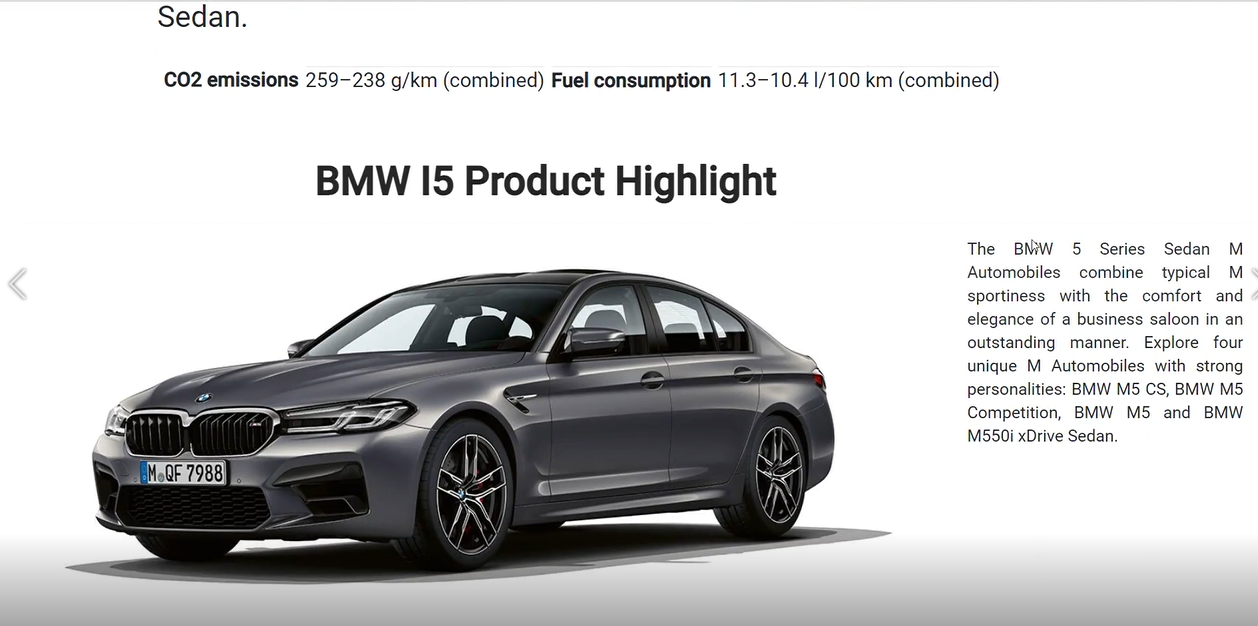 Sedan.
CO2 emissions 259–238 g/km (combined) Fuel consumption 11.3–10.4 l/100 km (combined)
BMW I5 Product Highlight
The BMW 5 Series Sedan M
Automobiles combine typical M
sportiness with the comfort and
elegance of a business saloon in an
outstanding manner. Explore four
unique M Automobiles with strong
personalities: BMW M5 CS, BMW M5
Competition, BMW M5 and BMW
M550i xDrive Sedan.
M QF 7988